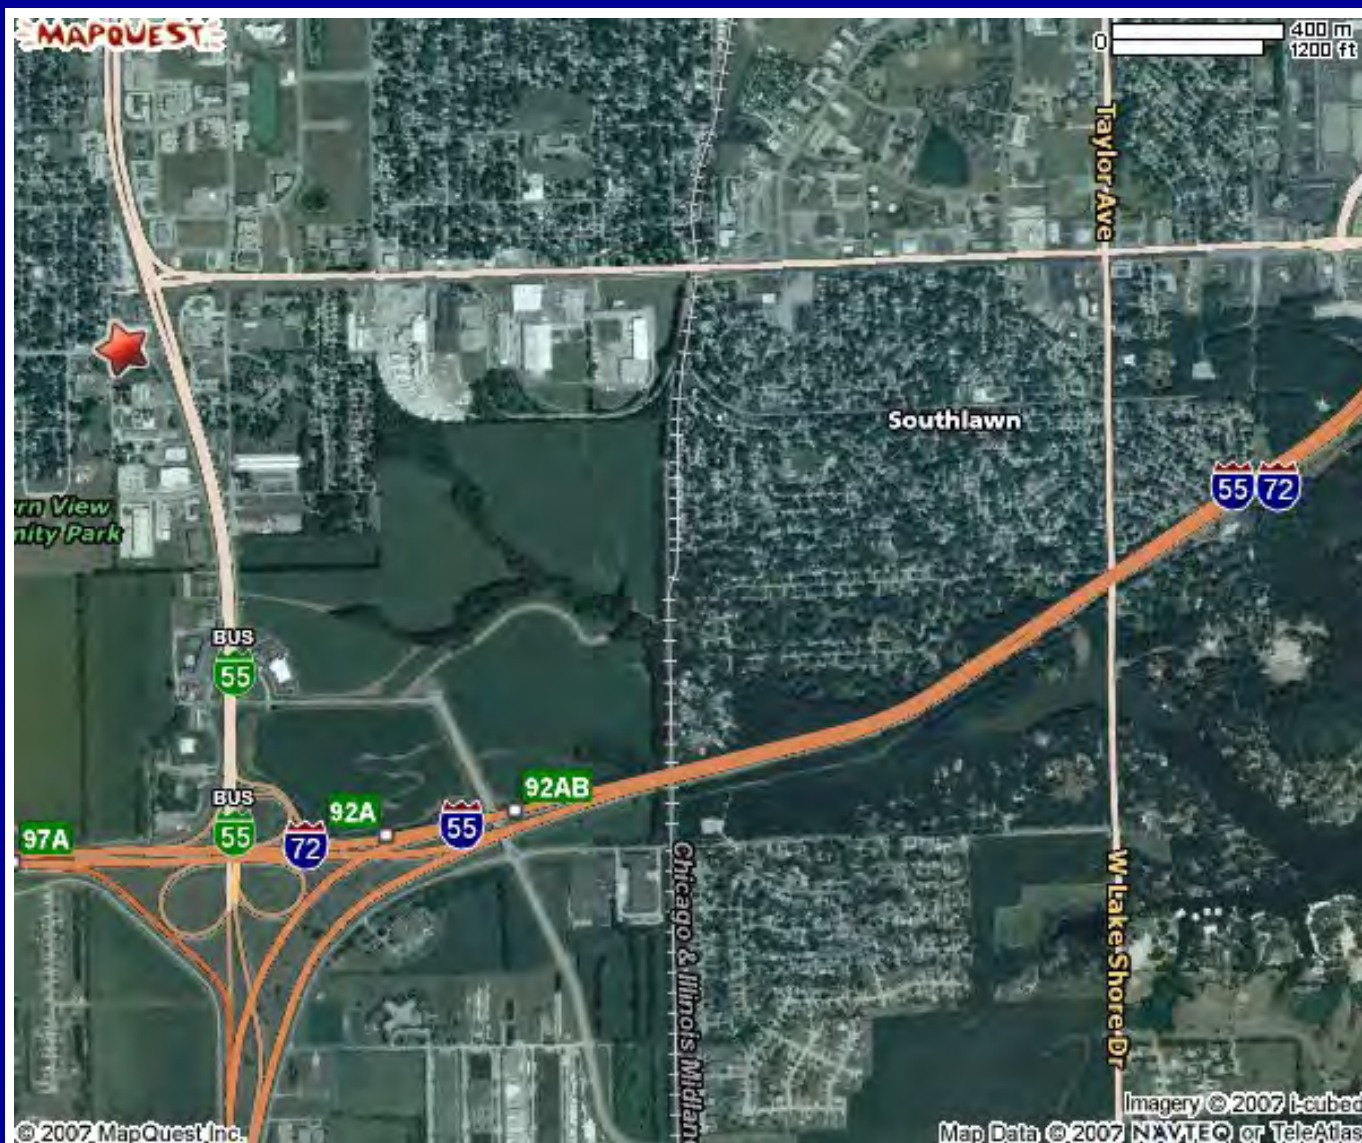 MAPQUEST
0
400 m
1200 ft
Taylor Ave
Southlawn
55
72
rn View
nity Park
BUS
55
92AB
BUS
55
92A
55
72
97A
Chicago & Illinois Midlan
W Lake Shore Dr
Imagery © 2007 i-cubed
© 2007 MapQuest Inc.
Map Data © 2007 NAVTEQ or TeleAtlas